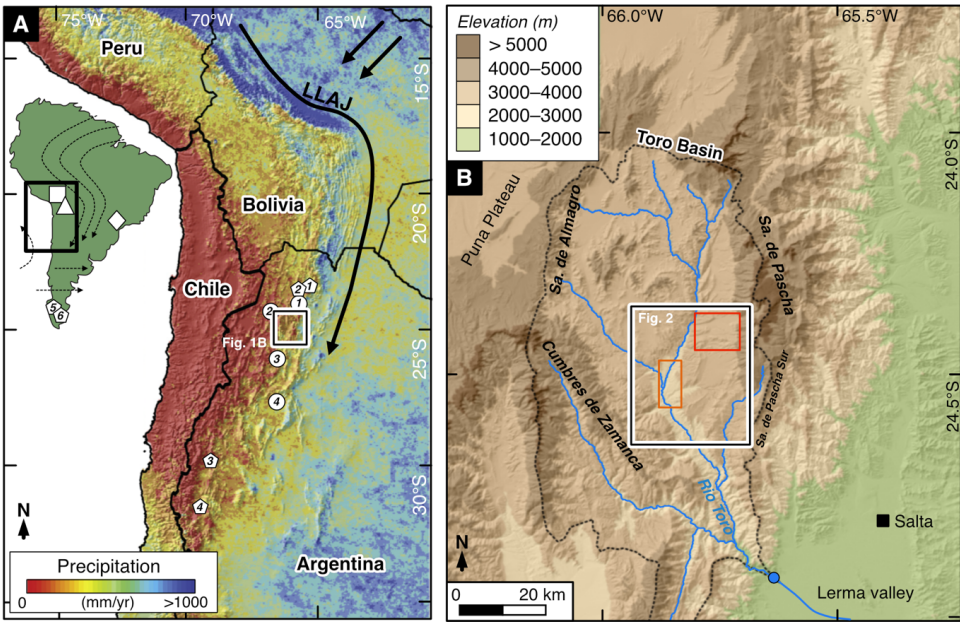 A
75°W
70°W
65°W
Peru
LLAJ
15°S
Bolivia
20°S
Chile
2
1
1
2
5
6
Fig. 1B
3
25°S
4
3
4
30°S
N
Argentina
Precipitation
0 (mm/yr) >1000
Elevation (m)
> 5000
4000–5000
3000–4000
2000–3000
1000–2000
66.0°W
65.5°W
B
Toro Basin
24.0°S
Puna Plateau
Sa. de Almagro
Sa. de Pascha
Fig. 2
Cumbres de Zamanca
Sa. de Pascha Sur
24.5°S
Rio Toro
Salta
N
0 20 km
Lerma valley